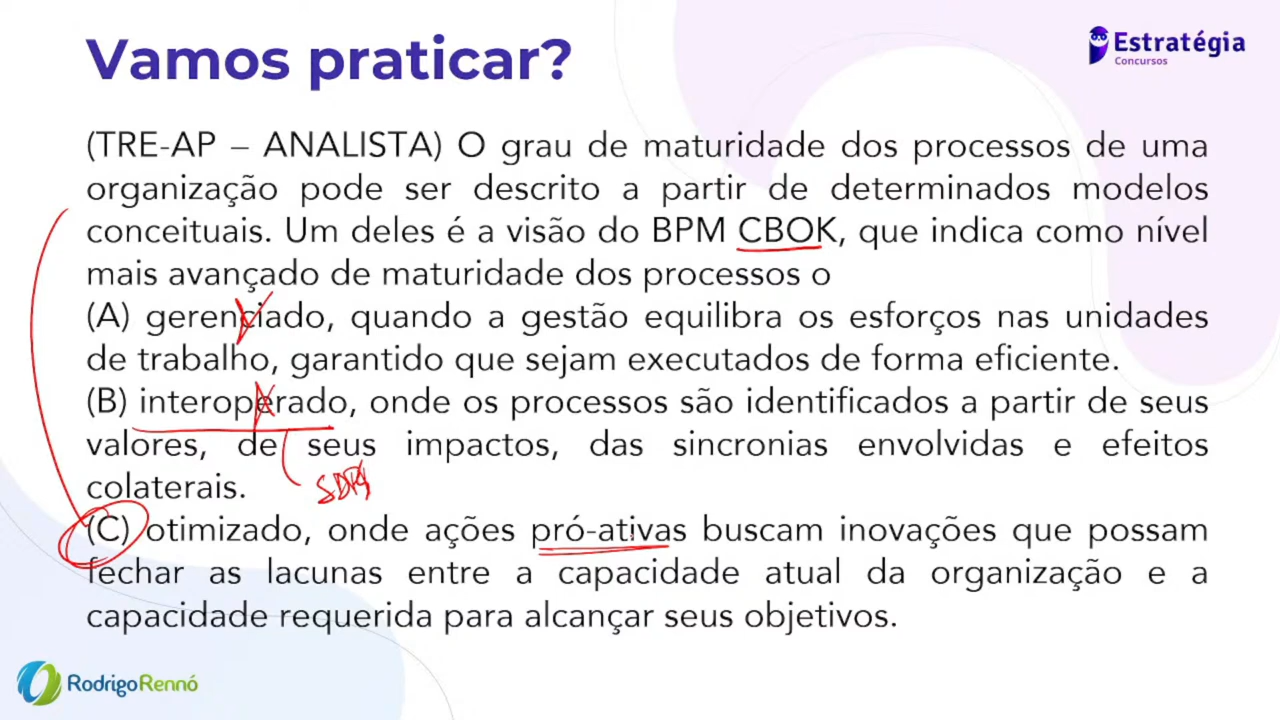 Vamos praticar?
Estratégia
Concursos
(TRE-AP – ANALISTA) O grau de maturidade dos processos de uma
organização pode ser descrito a partir de determinados modelos
conceituais. Um deles é a visão do BPM CBOK, que indica como nível
mais avançado de maturidade dos processos o
(A) gerenciado, quando a gestão equilibra os esforços nas unidades
de trabalho, garantido que sejam executados de forma eficiente.
(B) interoperado, onde os processos são identificados a partir de seus
valores, de seus impactos, das sincronias envolvidas e efeitos
colaterais.
(C) otimizado, onde ações pró-ativas buscam inovações que possam
fechar as lacunas entre a capacidade atual da organização e a
capacidade requerida para alcançar seus objetivos.
RodrigoRennó